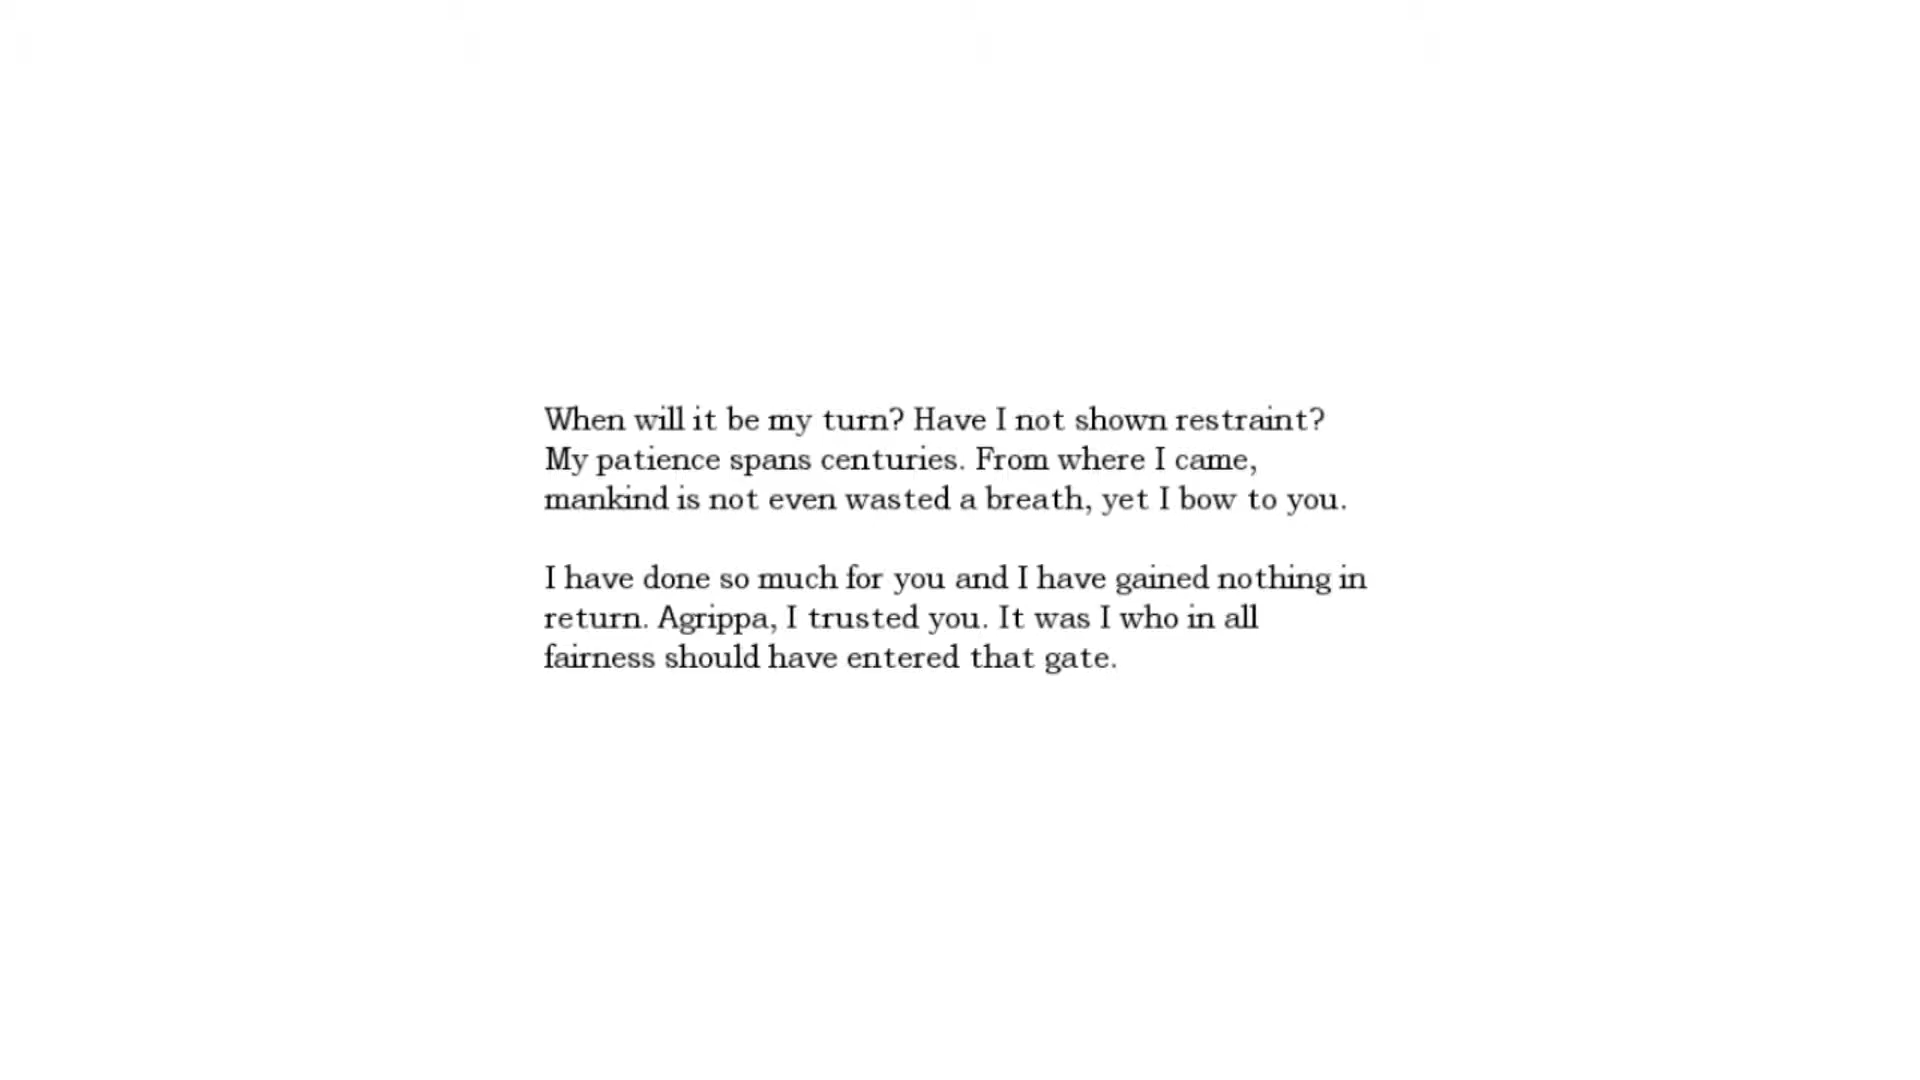 When will it be my turn? Have I not shown restraint?
My patience spans centuries. From where I came,
mankind is not even wasted a breath, yet I bow to you.
I have done so much for you and I have gained nothing in
return. Agrippa, I trusted you. It was I who in all
fairness should have entered that gate.